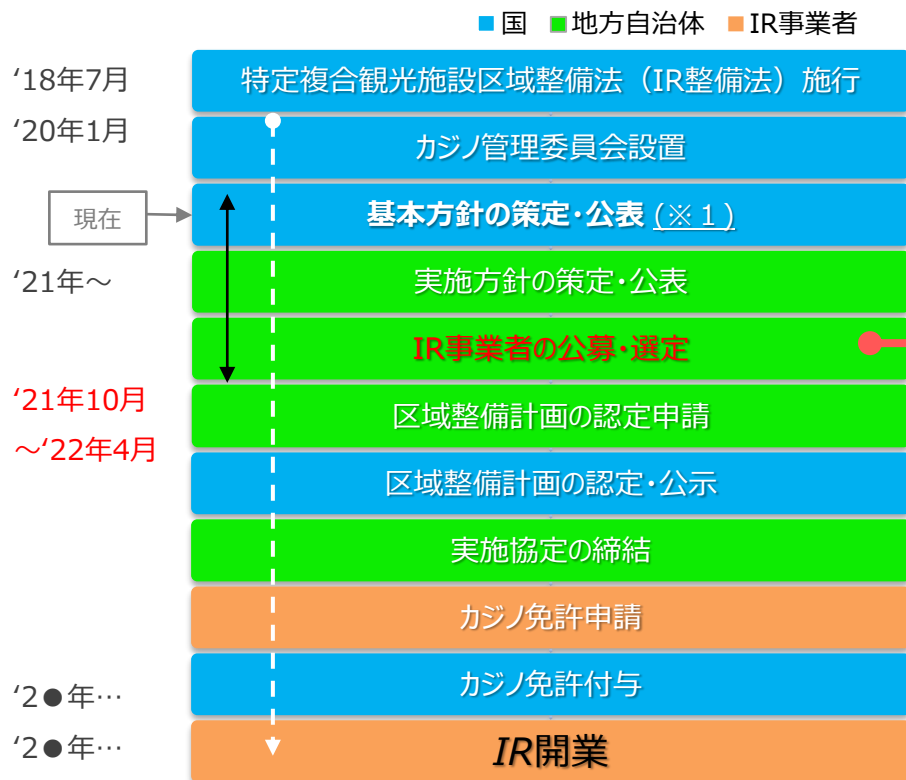 ■国 ■地方自治体 ■IR事業者
‘18年7月
特定複合観光施設区域整備法（IR整備法）施行
‘20年1月
カジノ管理委員会設置
現在
基本方針の策定･公表 (※１)
‘21年～
実施方針の策定･公表
IR事業者の公募･選定
‘21年10月
～‘22年4月
区域整備計画の認定申請
区域整備計画の認定･公示
実施協定の締結
カジノ免許申請
‘2●年…
カジノ免許付与
‘2●年…
IR開業